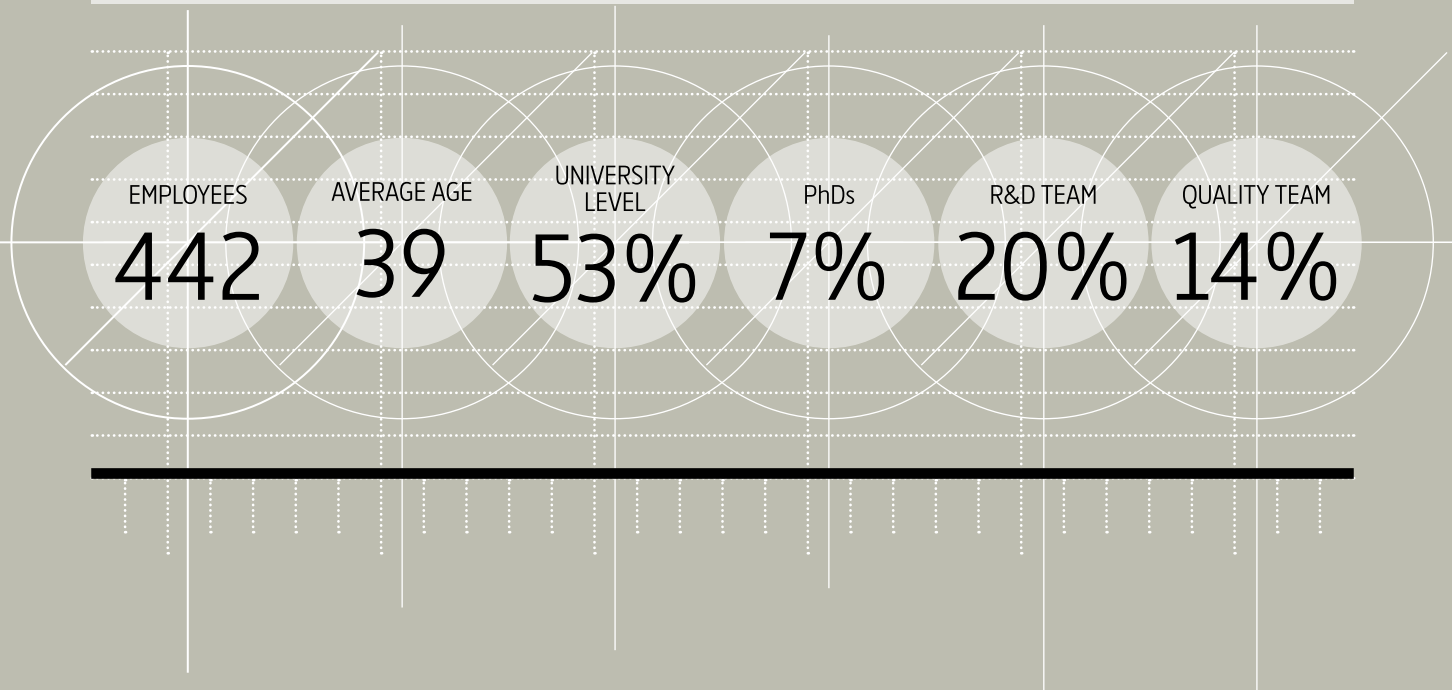 EMPLOYEES
442
AVERAGE AGE
39
UNIVERSITY
LEVEL
53%
PhDs
7%
R&D TEAM
20%
QUALITY TEAM
14%